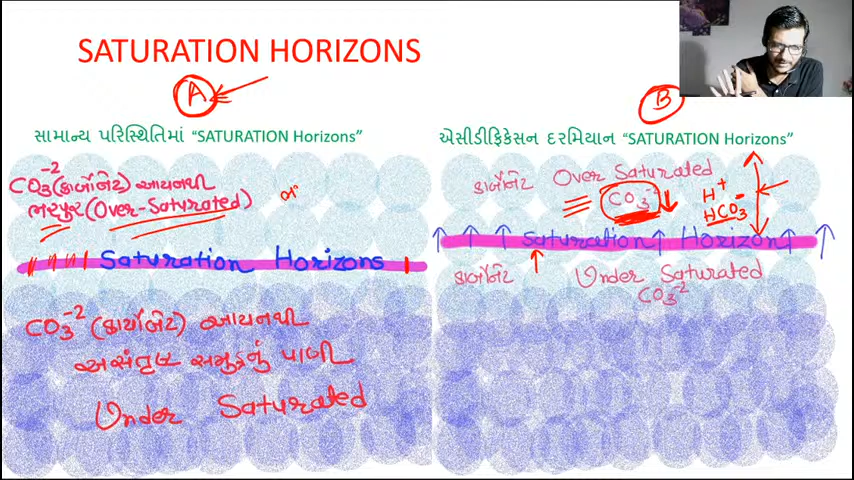 SATURATION HORIZONS
A
સામાન્ય પરિસ્થિતિમાં "SATURATION Horizons"
CO₃⁻² (કાર્બોનેટ) આયનથી
ભરપુર (Over-Saturated)
Saturation Horizons
CO₃⁻² (કાર્બોનેટ) આયનથી
અસંતૃપ્ત સમુદ્રનું પાણી
Under Saturated
B
એસીડીફિકેસન દરમિયાન "SATURATION Horizons"
કાર્બોનેટ Over Saturated
CO₃⁻² ↓ H⁺
HCO₃⁻
Saturation Horizon
કાર્બોનેટ Under Saturated
CO₃⁻²